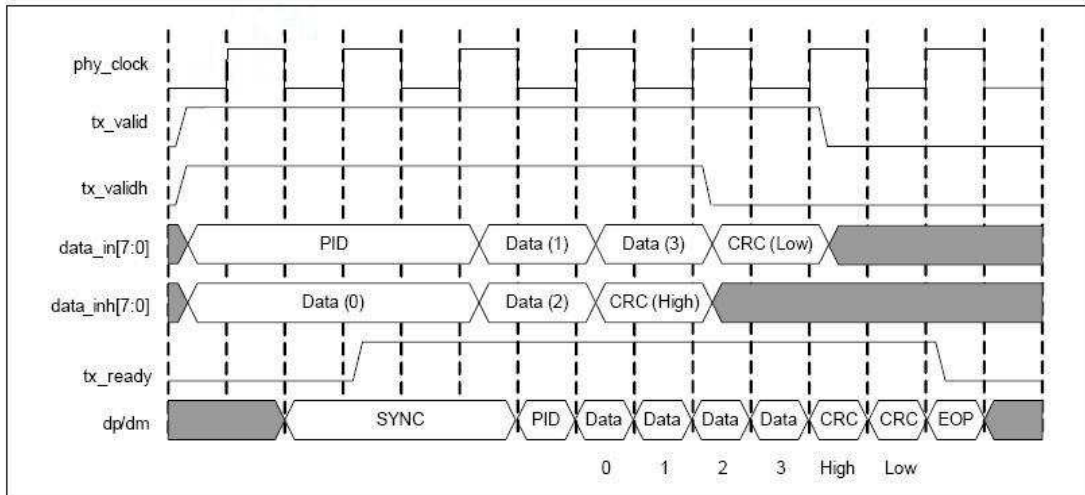 phy_clock
tx_valid
tx_validh
data_in[7:0] PID Data (1) Data (3) CRC (Low)
data_inh[7:0] Data (0) Data (2) CRC (High)
tx_ready
dp/dm SYNC PID Data Data Data Data CRC CRC EOP
0 1 2 3 High Low